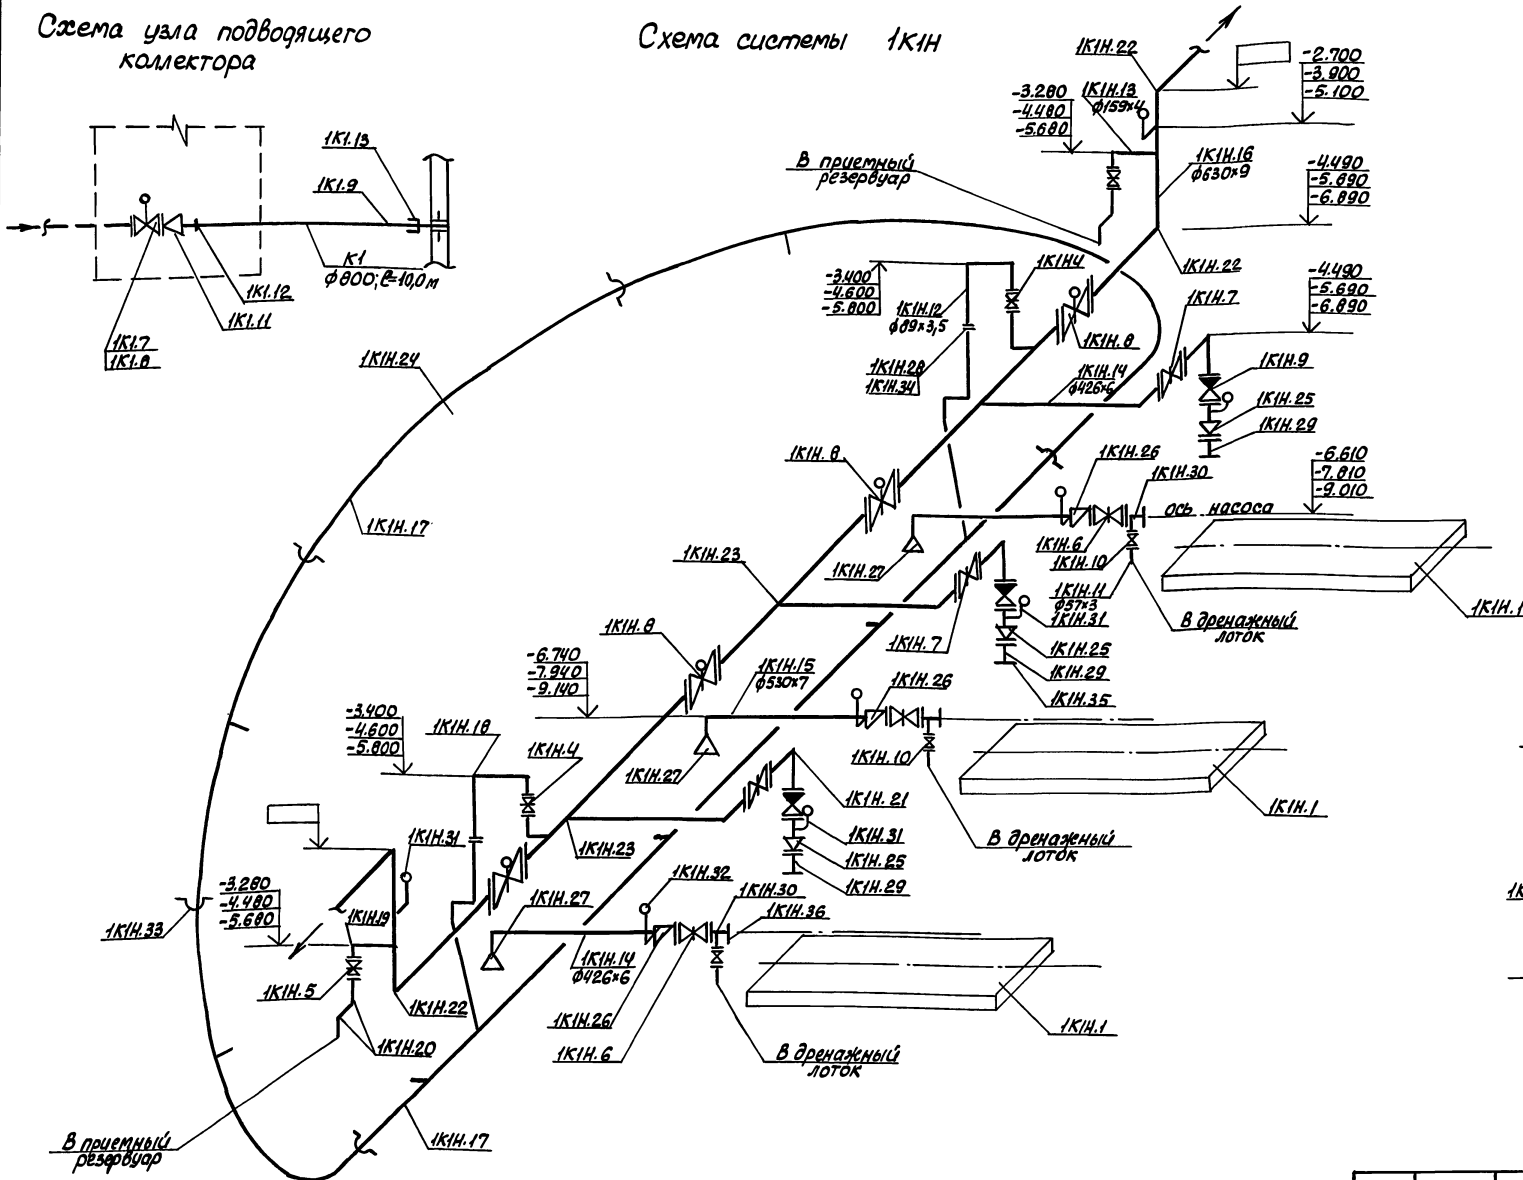 Схема узла подводящего
коллектора
Схема системы 1К1Н
1К1.13
1К1.9
К1
ф800; ℓ=10,0м
1К1.12
1К1.11
1К1.7
1К1.8
1К1Н.22
-2.700
-3.900
-5.100
-3.280
-4.480
-5.680
1К1Н.13
ф159х4
В приемный
резервуар
1К1Н.16
ф630х9
-4.490
-5.690
-6.890
1К1Н.22
-3.400
-4.600
-5.800
1К1Н.12
ф89х3,5
1К1Н4
1К1Н.7
-4.490
-5.690
-6.890
1К1Н.8
1К1Н.24
1К1Н.28
1К1Н.34
1К1Н.14
ф426х6
1К1Н.9
1К1Н.25
1К1Н.29
1К1Н.8
1К1Н.26
1К1Н.30
-6.610
-7.810
-9.010
ось насоса
1К1Н.17
1К1Н.23
1К1Н.27
1К1Н.6
1К1Н.10
1К1Н.11
ф57х3
1К1Н.1
В дренажный
лоток
1К1Н.8
1К1Н.7
1К1Н.31
1К1Н.25
1К1Н.29
1К1Н.35
-6.740
-7.940
-9.140
1К1Н.15
ф530х7
1К1Н.26
-3.400
-4.600
-5.800
1К1Н.18
1К1Н.4
1К1Н.27
1К1Н.10
1К1Н.21
1К1Н.1
1К1Н.31
1К1Н.23
1К1Н.31
1К1Н.25
1К1Н.29
В дренажный
лоток
-3.280
-4.480
-5.680
1К1Н.19
1К1Н.33
1К1Н.27
1К1Н.32
1К1Н.30
1К1Н.36
1К1Н.5
1К1Н.22
1К1Н.14
ф426х6
1К1Н.20
1К1Н.26
1К1Н.6
1К1Н.1
В дренажный
лоток
В приемный
резервуар
1К1Н.17